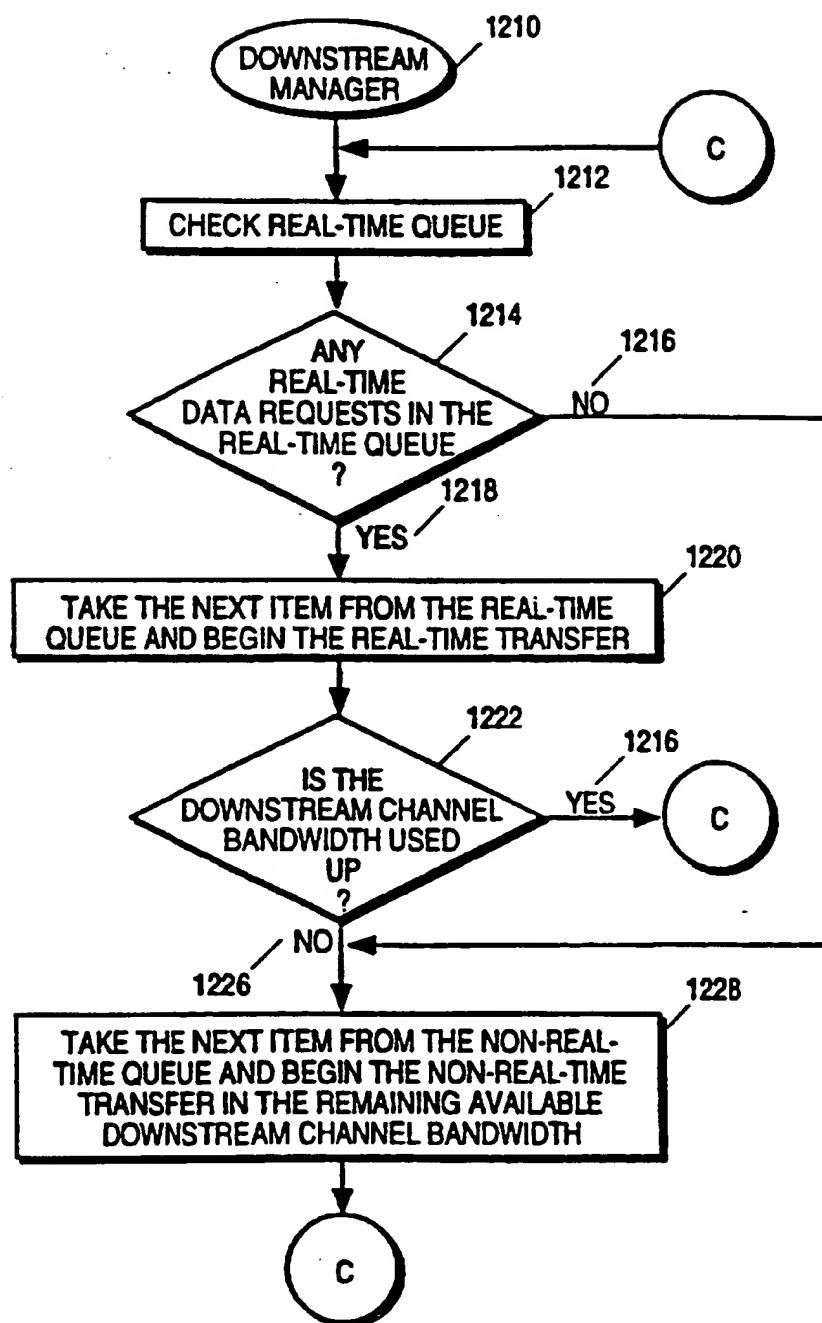 1210
DOWNSTREAM
MANAGER
C
1212
CHECK REAL-TIME QUEUE
1214
ANY
REAL-TIME
DATA REQUESTS IN THE
REAL-TIME QUEUE
?
1216
NO
1218
YES
1220
TAKE THE NEXT ITEM FROM THE REAL-TIME
QUEUE AND BEGIN THE REAL-TIME TRANSFER
1222
IS THE
DOWNSTREAM CHANNEL
BANDWIDTH USED
UP
?
1216
YES
C
NO
1226
1228
TAKE THE NEXT ITEM FROM THE NON-REAL-
TIME QUEUE AND BEGIN THE NON-REAL-TIME
TRANSFER IN THE REMAINING AVAILABLE
DOWNSTREAM CHANNEL BANDWIDTH
C